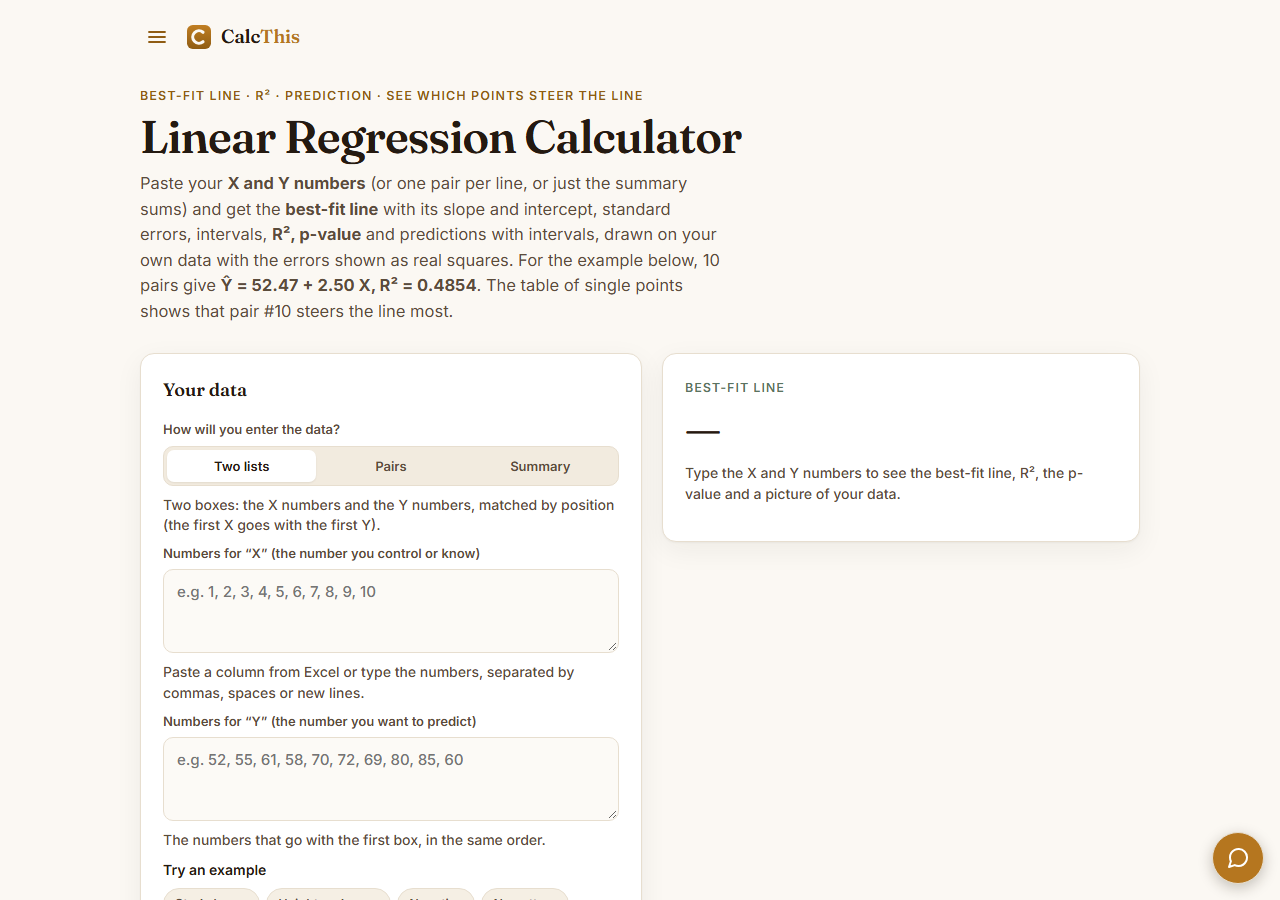 CalcThis
BEST-FIT LINE · R² · PREDICTION · SEE WHICH POINTS STEER THE LINE
Linear Regression Calculator
Paste your X and Y numbers (or one pair per line, or just the summary
sums) and get the best-fit line with its slope and intercept, standard
errors, intervals, R², p-value and predictions with intervals, drawn on your
own data with the errors shown as real squares. For the example below, 10
pairs give Ŷ = 52.47 + 2.50 X, R² = 0.4854. The table of single points
shows that pair #10 steers the line most.
Your data
How will you enter the data?
Two lists Pairs Summary
Two boxes: the X numbers and the Y numbers, matched by position
(the first X goes with the first Y).
Numbers for “X” (the number you control or know)
e.g. 1, 2, 3, 4, 5, 6, 7, 8, 9, 10
Paste a column from Excel or type the numbers, separated by
commas, spaces or new lines.
Numbers for “Y” (the number you want to predict)
e.g. 52, 55, 61, 58, 70, 72, 69, 80, 85, 60
The numbers that go with the first box, in the same order.
Try an example
BEST-FIT LINE
—
Type the X and Y numbers to see the best-fit line, R², the p-
value and a picture of your data.